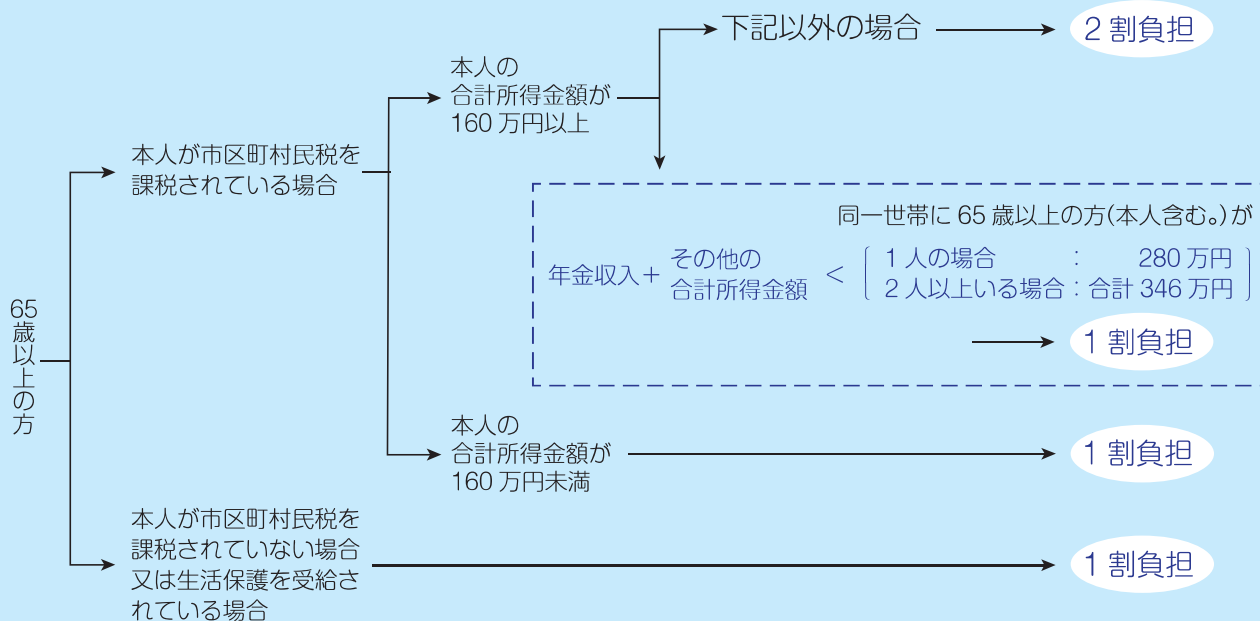 65歳以上の方
本人が市区町村民税を
課税されている場合
本人の
合計所得金額が
160万円以上
下記以外の場合
2割負担
同一世帯に65歳以上の方(本人含む。)が
年金収入+
その他の
合計所得金額
<
1人の場合 : 280万円
2人以上いる場合:合計346万円
1割負担
本人の
合計所得金額が
160万円未満
1割負担
本人が市区町村民税を
課税されていない場合
又は生活保護を受給さ
れている場合
1割負担